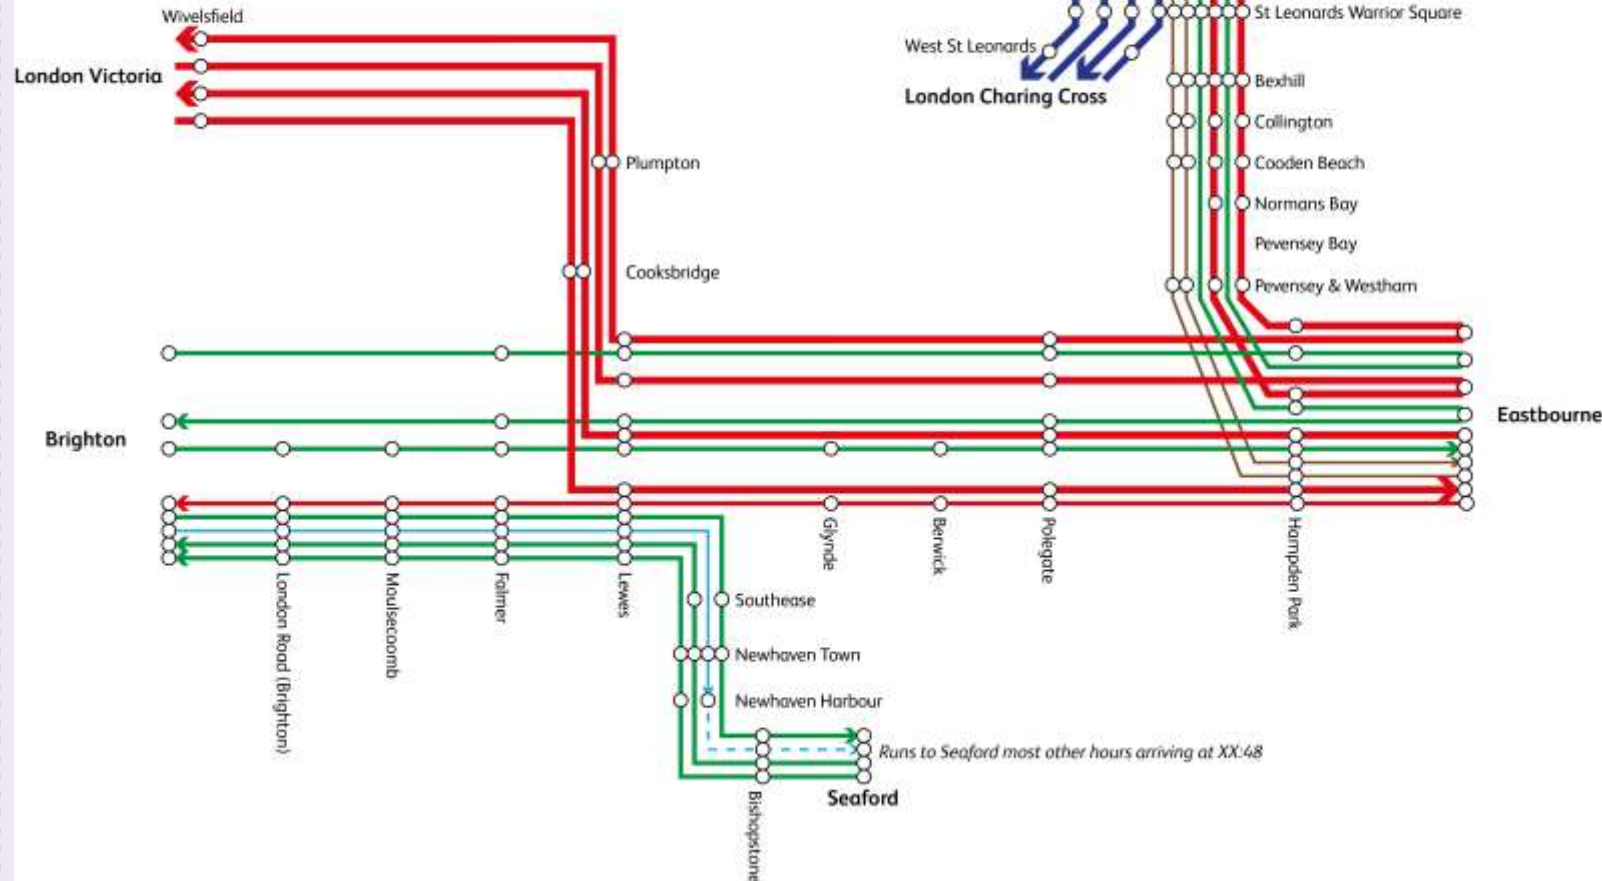 Wivelsfield
St Leonards Warrior Square
West St Leonards
London Victoria
Bexhill
London Charing Cross
Collington
Plumpton
Cooden Beach
Normans Bay
Pevensey Bay
Cooksbridge
Pevensey & Westham
Eastbourne
Brighton
Glynde
Berwick
Polegate
Hampden Park
London Road (Brighton)
Moulsecoomb
Falmer
Lewes
Southease
Newhaven Town
Newhaven Harbour
Runs to Seaford most other hours arriving at XX:48
Seaford
Bishopstone